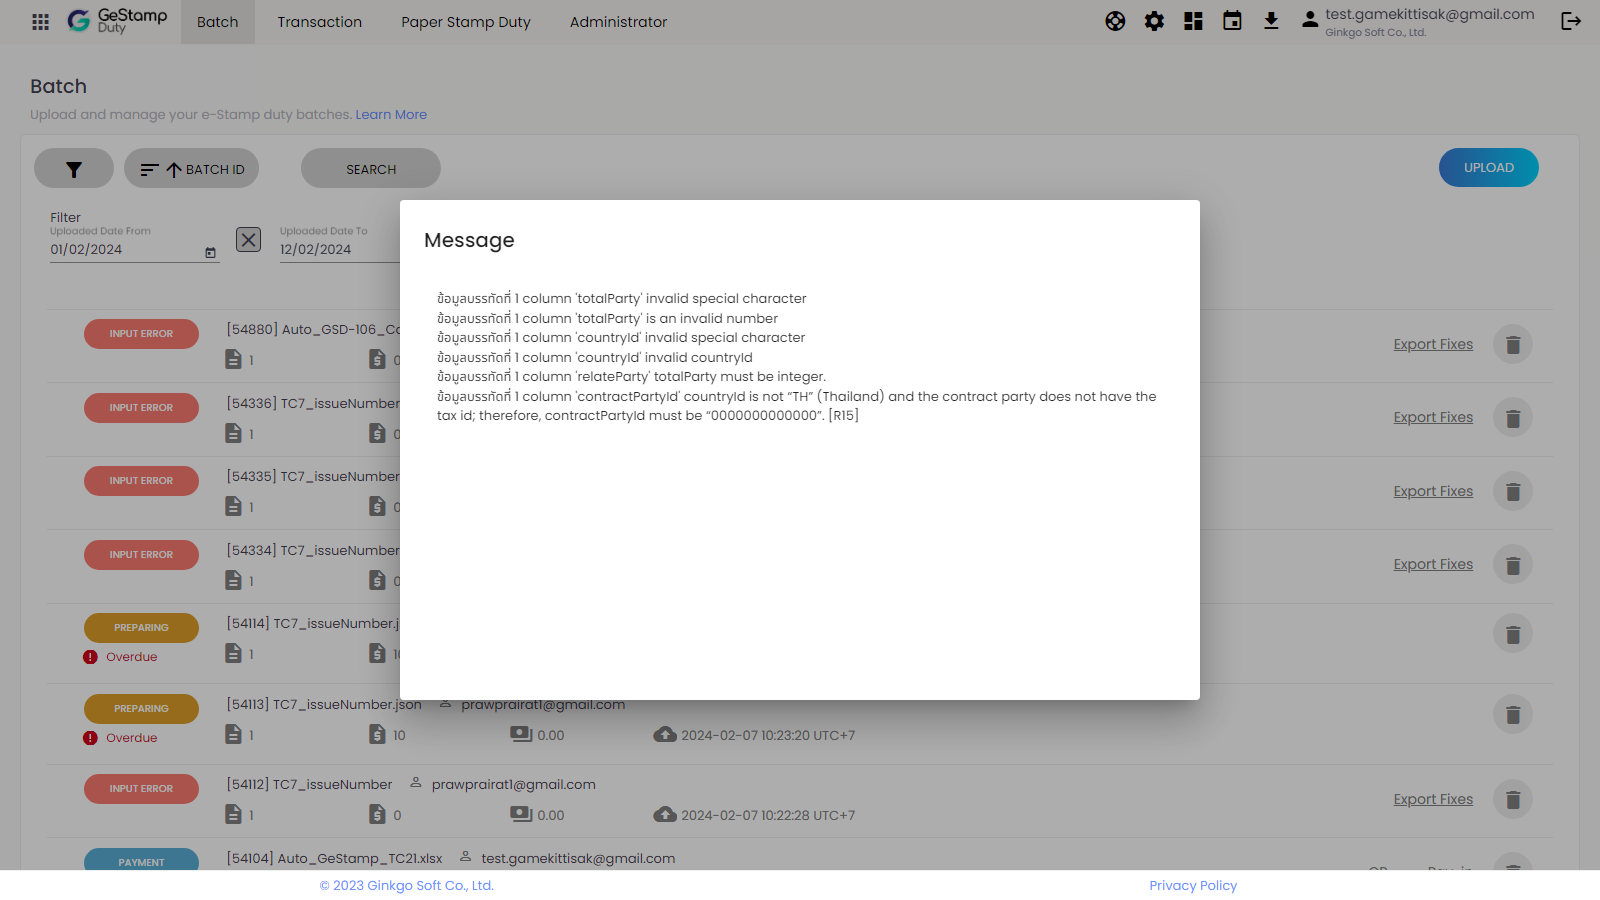 GeStamp
Duty
Batch
Transaction
Paper Stamp Duty
Administrator
test.gamekittisak@gmail.com
Ginkgo Soft Co., Ltd.
Batch
Upload and manage your e-Stamp duty batches. Learn More
BATCH ID
SEARCH
UPLOAD
Filter
Uploaded Date From
01/02/2024
Uploaded Date To
12/02/2024
Message
ข้อมูลบรรทัดที่ 1 column 'totalParty' invalid special character
ข้อมูลบรรทัดที่ 1 column 'totalParty' is an invalid number
ข้อมูลบรรทัดที่ 1 column 'countryId' invalid special character
ข้อมูลบรรทัดที่ 1 column 'countryId' invalid countryId
ข้อมูลบรรทัดที่ 1 column 'relateParty' totalParty must be integer.
ข้อมูลบรรทัดที่ 1 column 'contractPartyId' countryId is not “TH” (Thailand) and the contract party does not have the
tax id; therefore, contractPartyId must be “0000000000000”. [R15]
INPUT ERROR
[54880] Auto_GSD-106_Co
1
0
Export Fixes
INPUT ERROR
[54336] TC7_issueNumber
1
0
Export Fixes
INPUT ERROR
[54335] TC7_issueNumber
1
0
Export Fixes
INPUT ERROR
[54334] TC7_issueNumber
1
0
Export Fixes
PREPARING
Overdue
[54114] TC7_issueNumber.j
1
PREPARING
Overdue
[54113] TC7_issueNumber.json
prawprairat1@gmail.com
1
10
0.00
2024-02-07 10:23:20 UTC+7
INPUT ERROR
[54112] TC7_issueNumber
prawprairat1@gmail.com
1
0
0.00
2024-02-07 10:22:28 UTC+7
Export Fixes
PAYMENT
[54104] Auto_GeStamp_TC21.xlsx
test.gamekittisak@gmail.com
© 2023 Ginkgo Soft Co., Ltd.
Privacy Policy